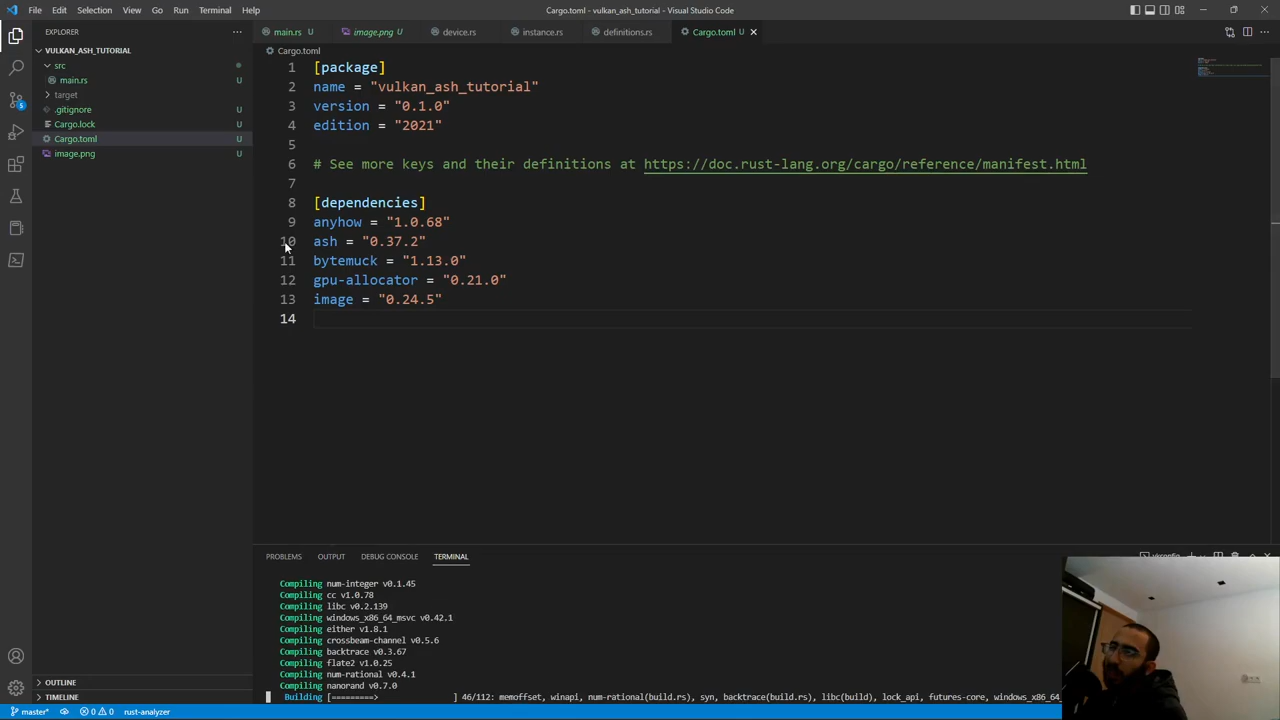 File Edit Selection View Go Run Terminal Help
Cargo.toml - vulkan_ash_tutorial - Visual Studio Code
EXPLORER
VULKAN_ASH_TUTORIAL
src
main.rs U
target
.gitignore U
Cargo.lock U
Cargo.toml U
image.png U
OUTLINE
TIMELINE
5
main.rs U
image.png U
device.rs
instance.rs
definitions.rs
Cargo.toml U
Cargo.toml
1 [package]
2 name = "vulkan_ash_tutorial"
3 version = "0.1.0"
4 edition = "2021"
5
6 # See more keys and their definitions at https://doc.rust-lang.org/cargo/reference/manifest.html
7
8 [dependencies]
9 anyhow = "1.0.68"
10 ash = "0.37.2"
11 bytemuck = "1.13.0"
12 gpu-allocator = "0.21.0"
13 image = "0.24.5"
14
PROBLEMS OUTPUT DEBUG CONSOLE TERMINAL
Compiling num-integer v0.1.45
Compiling cc v1.0.78
Compiling libc v0.2.139
Compiling windows_x86_64_msvc v0.42.1
Compiling either v1.8.1
Compiling crossbeam-channel v0.5.6
Compiling backtrace v0.3.67
Compiling flate2 v1.0.25
Compiling num-rational v0.4.1
Compiling nanorand v0.7.0
Building [=========> ] 46/112: memoffset, winapi, num-rational(build.rs), syn, backtrace(build.rs), libc(build), lock_api, futures-core, windows_x86_64
master* 0 0 rust-analyzer